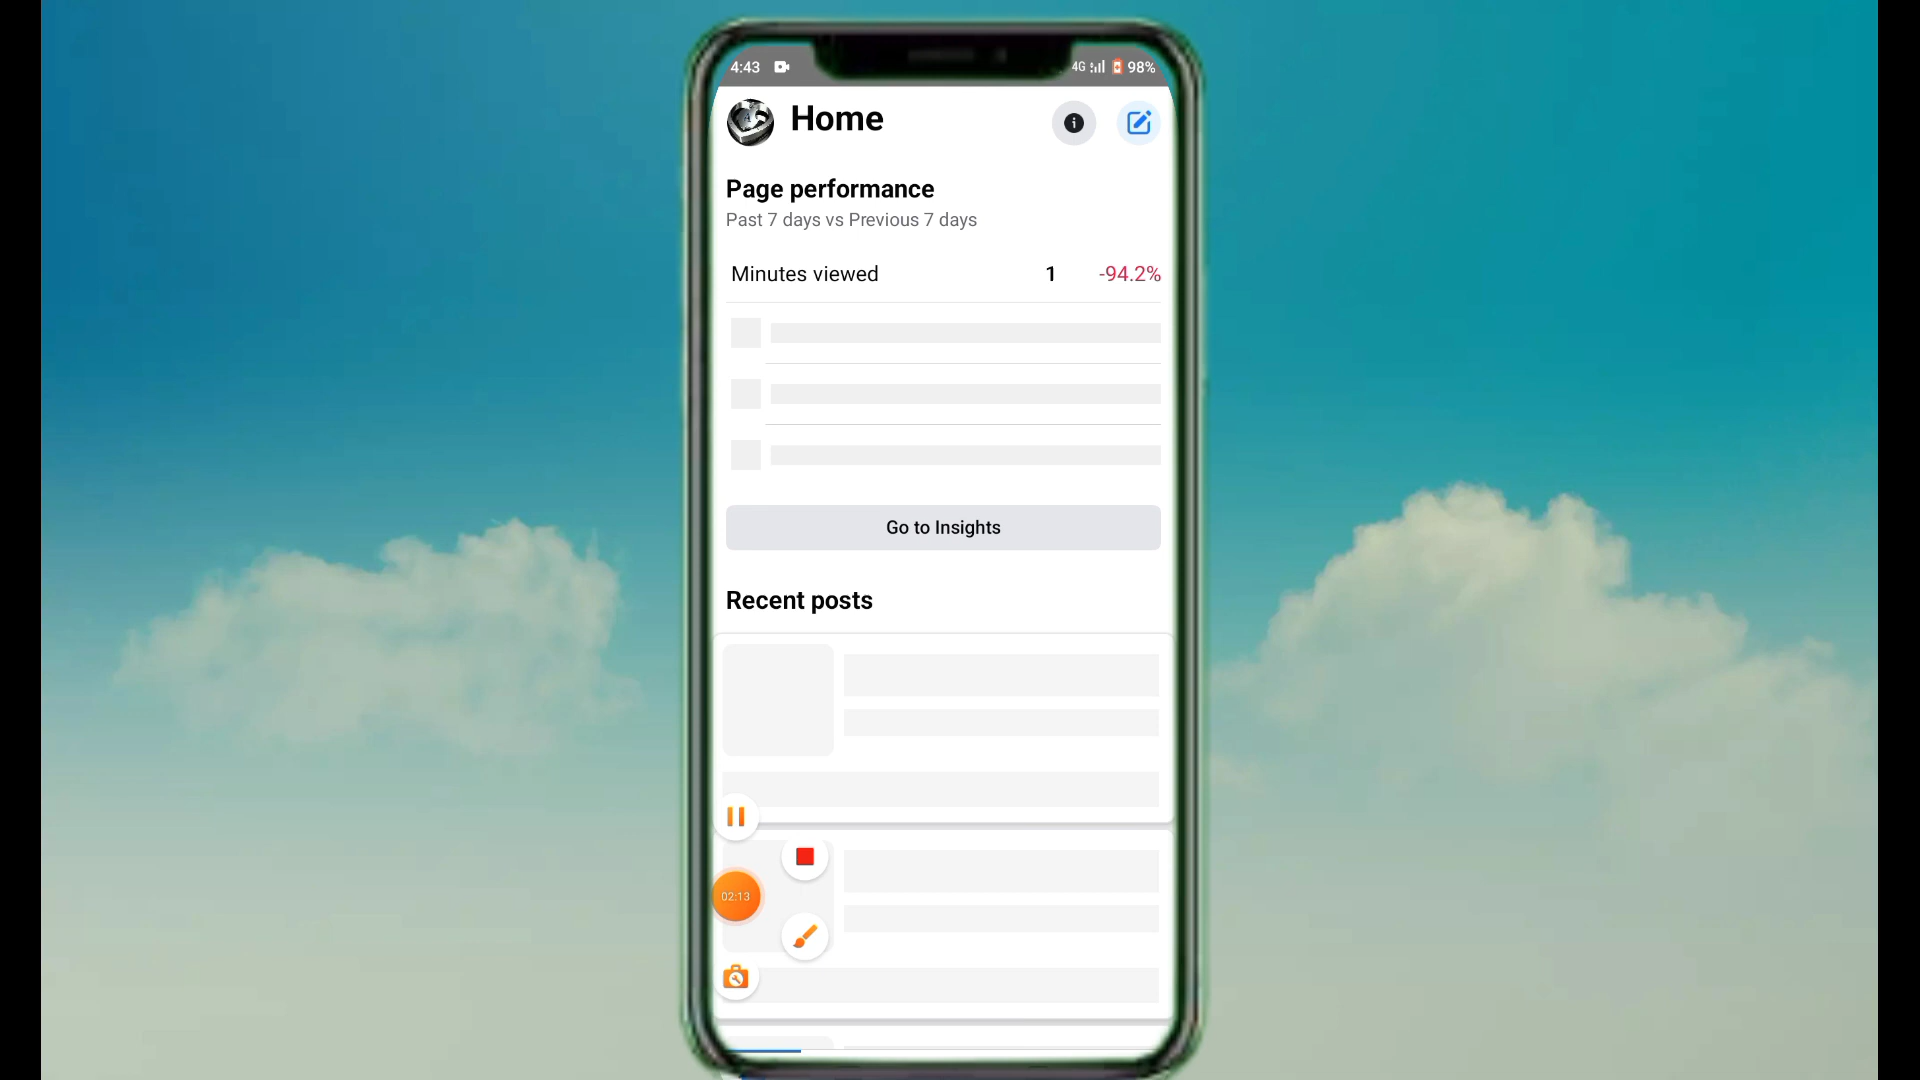 4:43
4G
98%
Home
Page performance
Past 7 days vs Previous 7 days
Minutes viewed 1 -94.2%
Go to Insights
Recent posts
02:13